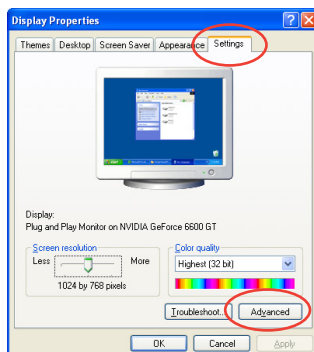 Display Properties
Themes Desktop Screen Saver Appearance Settings
Display:
Plug and Play Monitor on NVIDIA GeForce 6600 GT
Screen resolution
Less More
1024 by 768 pixels
Color quality
Highest (32 bit)
Troubleshoot... Advanced
OK Cancel Apply